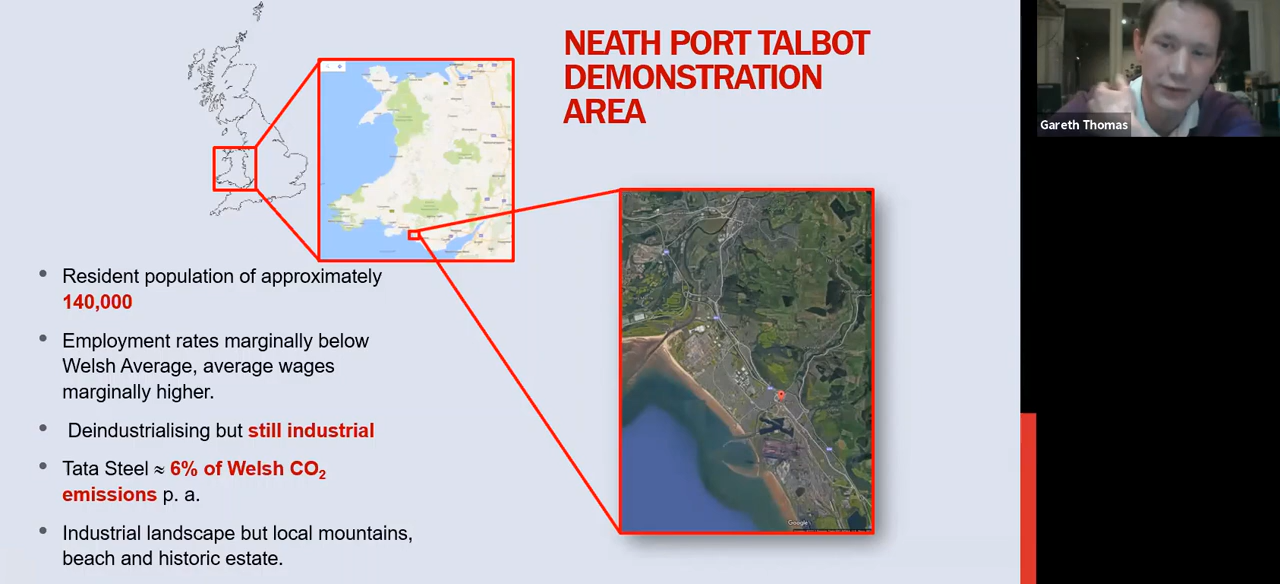 NEATH PORT TALBOT
DEMONSTRATION
AREA
Gareth Thomas
• Resident population of approximately
140,000
• Employment rates marginally below
Welsh Average, average wages
marginally higher.
• Deindustrialising but still industrial
• Tata Steel ≈ 6% of Welsh CO₂
emissions p. a.
• Industrial landscape but local mountains,
beach and historic estate.
Google